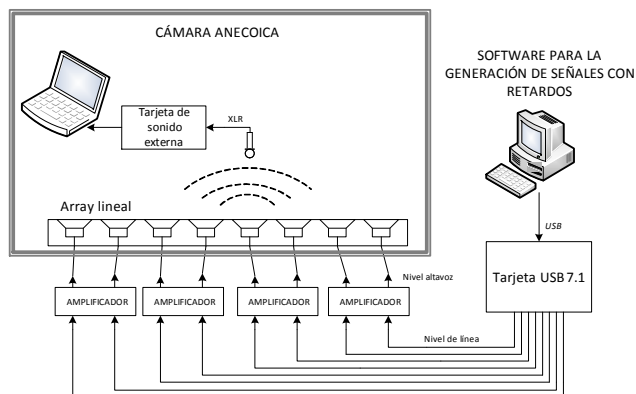 CÁMARA ANECOICA
SOFTWARE PARA LA
GENERACIÓN DE SEÑALES CON
RETARDOS
Tarjeta de
sonido
externa
XLR
Array lineal
USB
Tarjeta USB 7.1
Nivel altavoz
AMPLIFICADOR
AMPLIFICADOR
AMPLIFICADOR
AMPLIFICADOR
Nivel de línea